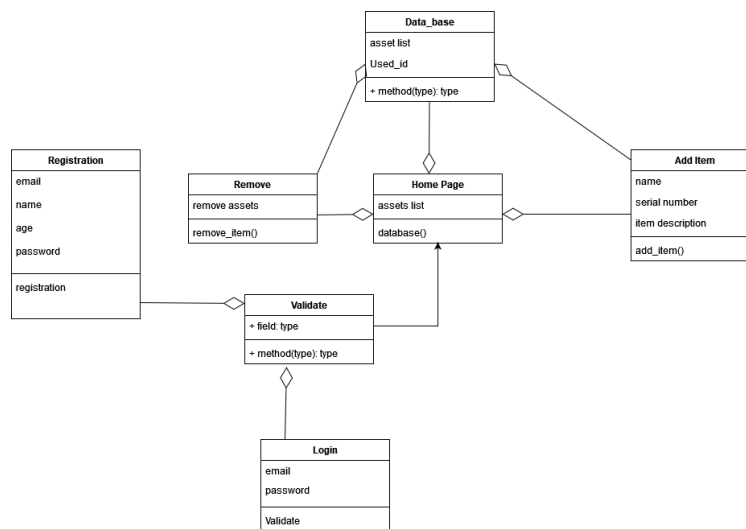 Data_base
asset list
Used_id
+ method(type): type
Registration
email
name
age
password
registration
Remove
remove assets
remove_item()
Home Page
assets list
database()
Add Item
name
serial number
item description
add_item()
Validate
+ field: type
+ method(type): type
Login
email
password
Validate